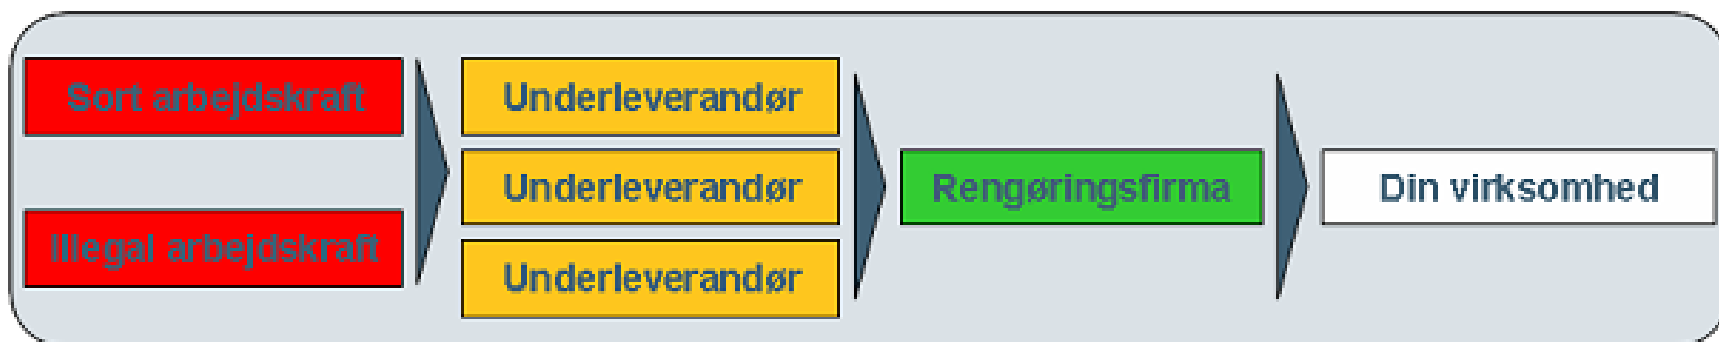 Sort arbejdskraft
Illegal arbejdskraft
Underleverandør
Underleverandør
Underleverandør
Rengøringsfirma
Din virksomhed